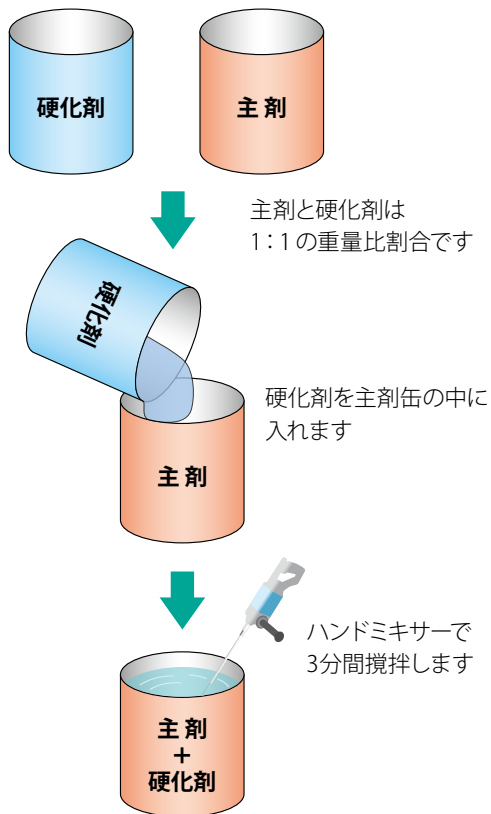 硬化剤
主剤
主剤と硬化剤は
1：1の重量比割合です
硬化剤
硬化剤を主剤缶の中に
入れます
主剤
ハンドミキサーで
3分間撹拌します
主剤
＋
硬化剤